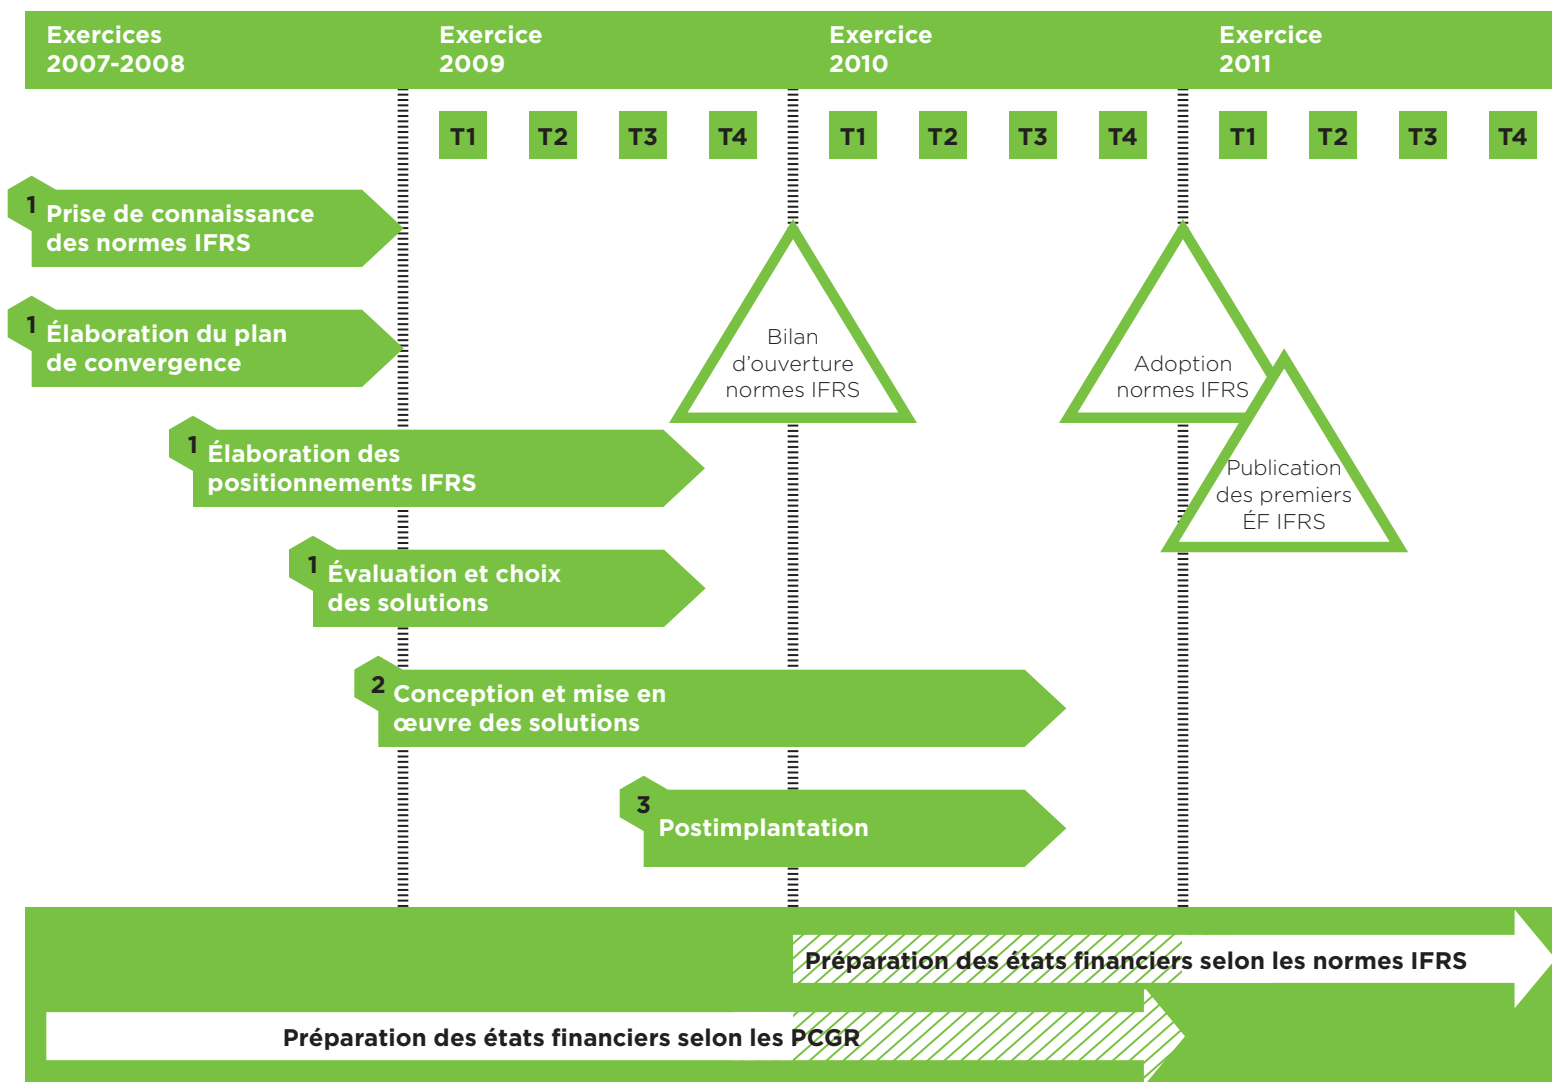 Exercices
2007-2008
Exercice
2009
Exercice
2010
Exercice
2011
T1 T2 T3 T4 T1 T2 T3 T4 T1 T2 T3 T4
1 Prise de connaissance
des normes IFRS
1 Élaboration du plan
de convergence
Bilan
d'ouverture
normes IFRS
Adoption
normes IFRS
1 Élaboration des
positionnements IFRS
Publication
des premiers
ÉF IFRS
1 Évaluation et choix
des solutions
2 Conception et mise en
œuvre des solutions
3 Postimplantation
Préparation des états financiers selon les normes IFRS
Préparation des états financiers selon les PCGR